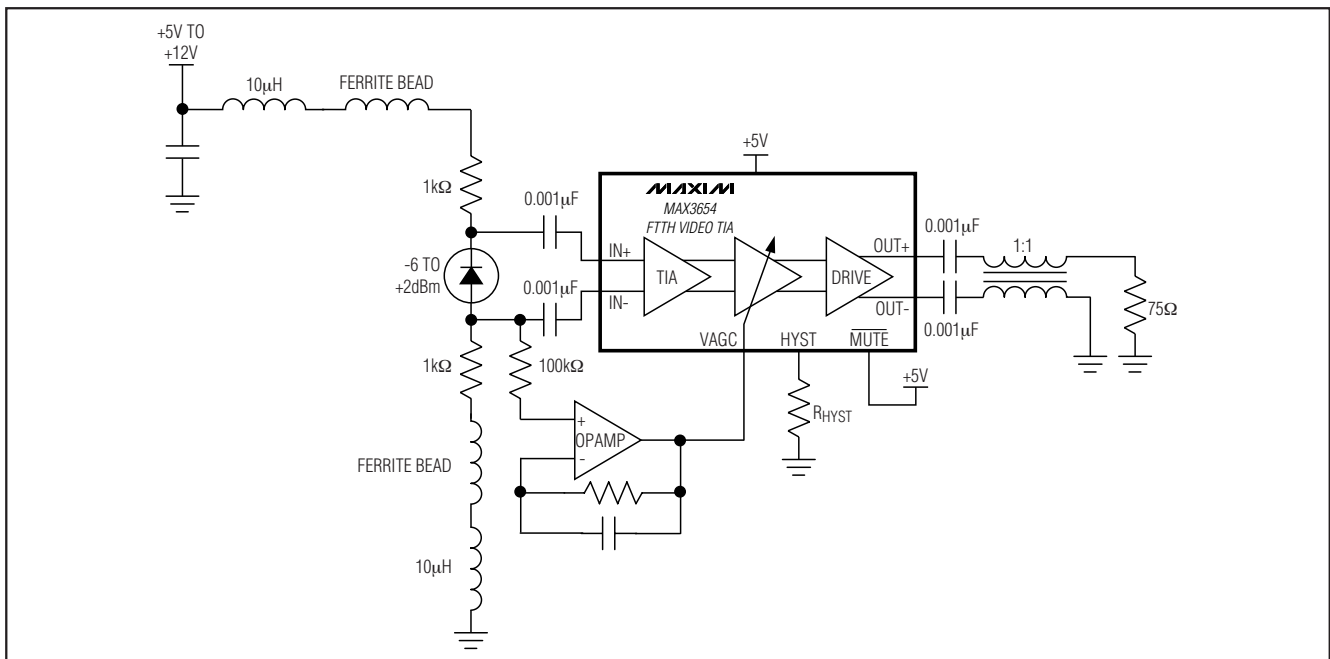 +5V TO
+12V
10µH
FERRITE BEAD
1kΩ
0.001µF
-6 TO
+2dBm
0.001µF
1kΩ
100kΩ
FERRITE BEAD
10µH
+
OPAMP
-
+5V
MAXIM
MAX3654
FTTH VIDEO TIA
IN+
IN-
TIA
DRIVE
OUT+
OUT-
VAGC
HYST
MUTE
RHYST
+5V
0.001µF
0.001µF
1:1
75Ω